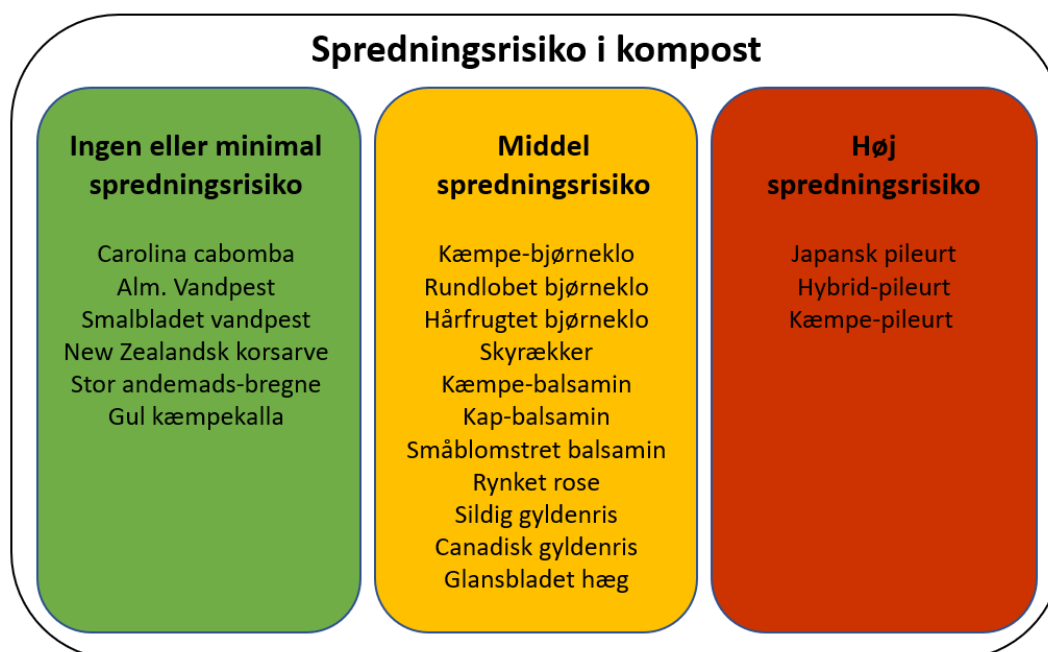 Spredningsrisiko i kompost
Ingen eller minimal
spredningsrisiko
Carolina cabomba
Alm. Vandpest
Smalbladet vandpest
New Zealandsk korsarve
Stor andemads-bregne
Gul kæmpekalla
Middel
spredningsrisiko
Kæmpe-bjørneklo
Rundlobet bjørneklo
Hårfrugtet bjørneklo
Skyrækker
Kæmpe-balsamin
Kap-balsamin
Småblomstret balsamin
Rynket rose
Sildig gyldenris
Canadisk gyldenris
Glansbladet hæg
Høj
spredningsrisiko
Japansk pileurt
Hybrid-pileurt
Kæmpe-pileurt